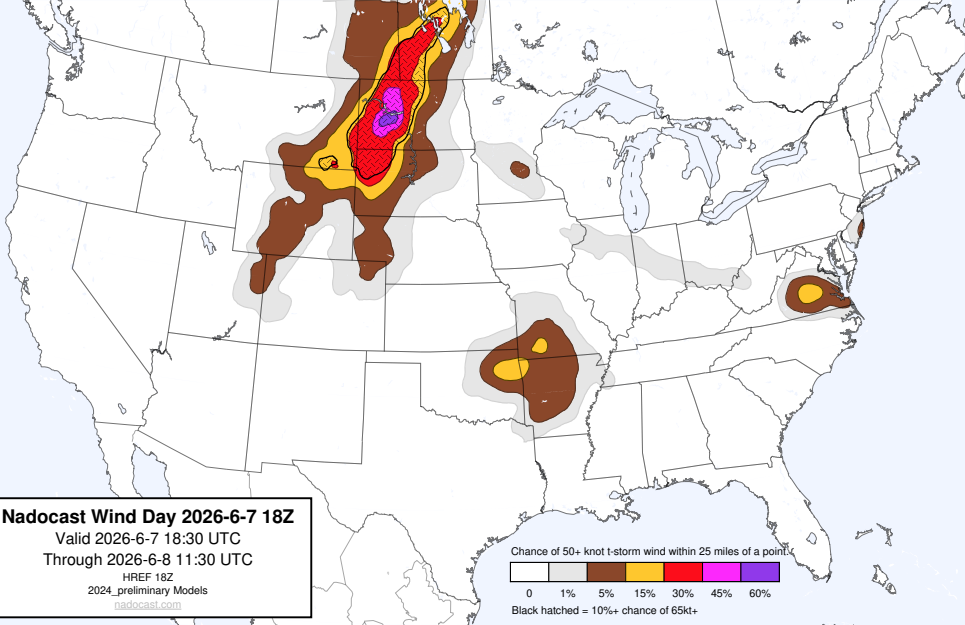 Nadocast Wind Day 2026-6-7 18Z
Valid 2026-6-7 18:30 UTC
Through 2026-6-8 11:30 UTC
HREF 18Z
2024_preliminary Models
nadocast.com
Chance of 50+ knot t-storm wind within 25 miles of a point.
0 1% 5% 15% 30% 45% 60%
Black hatched = 10%+ chance of 65kt+